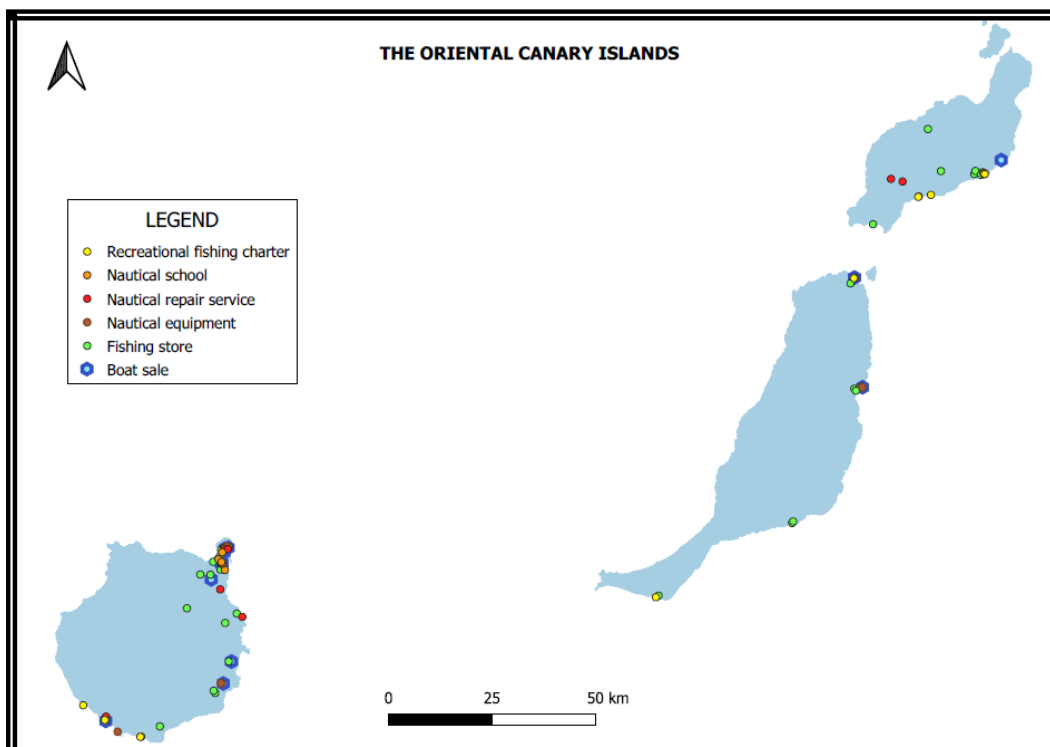 THE ORIENTAL CANARY ISLANDS
LEGEND
Recreational fishing charter
Nautical school
Nautical repair service
Nautical equipment
Fishing store
Boat sale
0 25 50 km